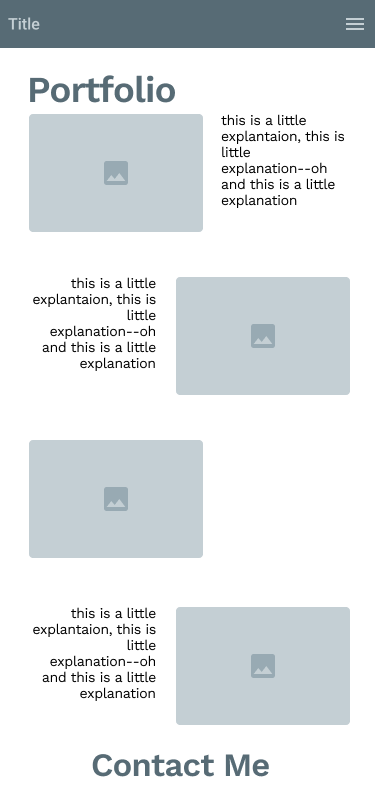 Title
Portfolio
this is a little
explantaion, this is
little
explanation--oh
and this is a little
explanation
this is a little
explantaion, this is
little
explanation--oh
and this is a little
explanation
this is a little
explantaion, this is
little
explanation--oh
and this is a little
explanation
Contact Me